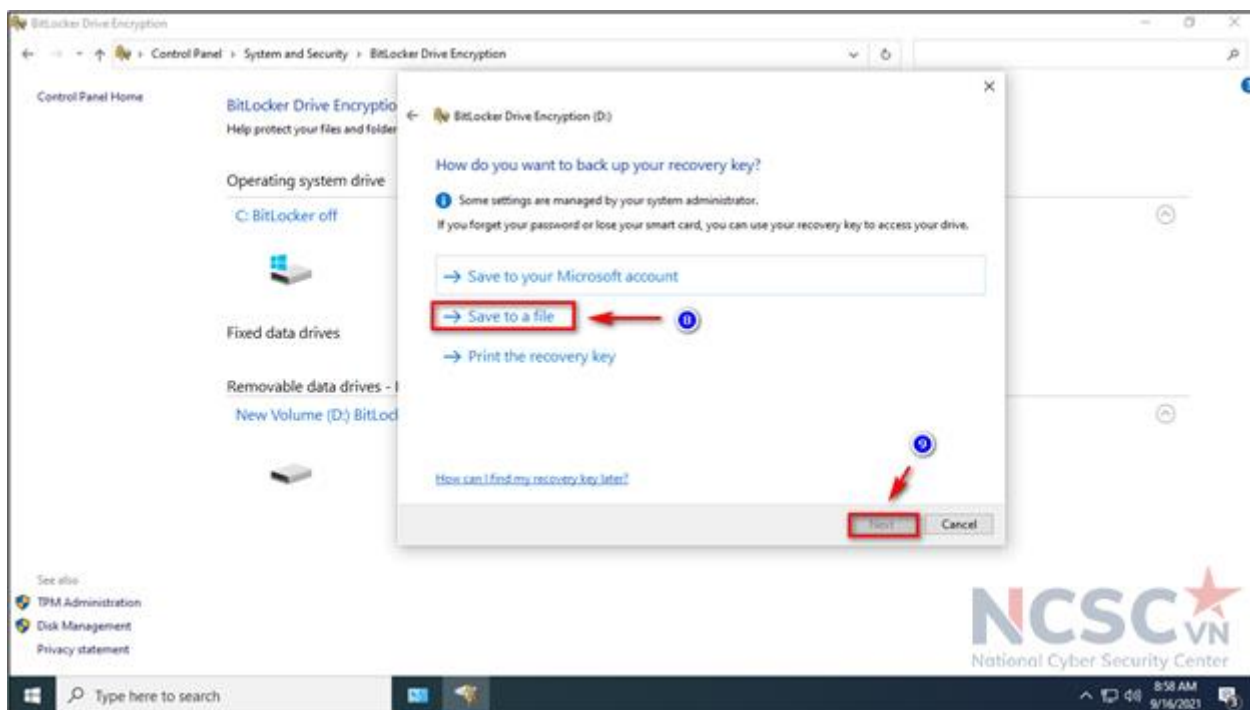 BitLocker Drive Encryption
Control Panel › System and Security › BitLocker Drive Encryption
Control Panel Home
BitLocker Drive Encryptio
Help protect your files and folder
Operating system drive
C: BitLocker off
Fixed data drives
Removable data drives -
New Volume (D:) BitLoc
BitLocker Drive Encryption (D:)
How do you want to back up your recovery key?
Some settings are managed by your system administrator.
If you forget your password or lose your smart card, you can use your recovery key to access your drive.
→ Save to your Microsoft account
→ Save to a file
8
→ Print the recovery key
9
How can I find my recovery key later?
Next
Cancel
See also
TPM Administration
Disk Management
Privacy statement
NCSC VN
National Cyber Security Center
Type here to search
8:58 AM
9/16/2021